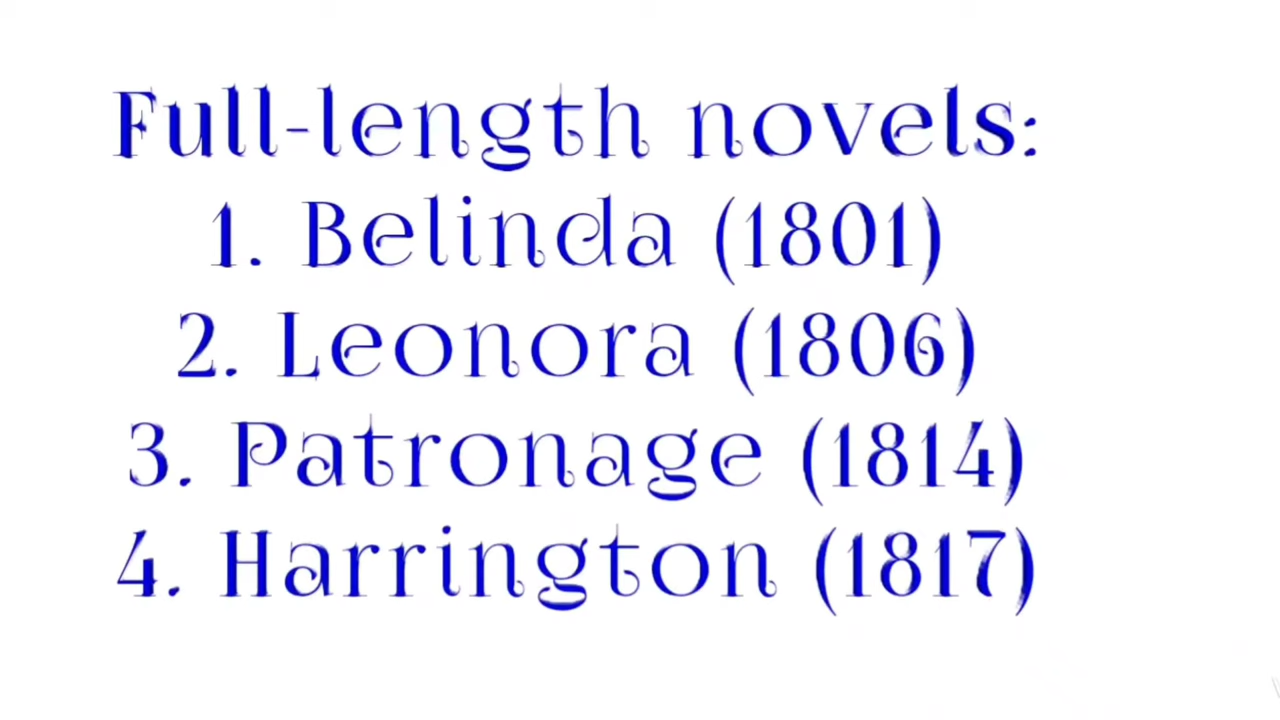 Full-length novels:
1. Belinda (1801)
2. Leonora (1806)
3. Patronage (1814)
4. Harrington (1817)